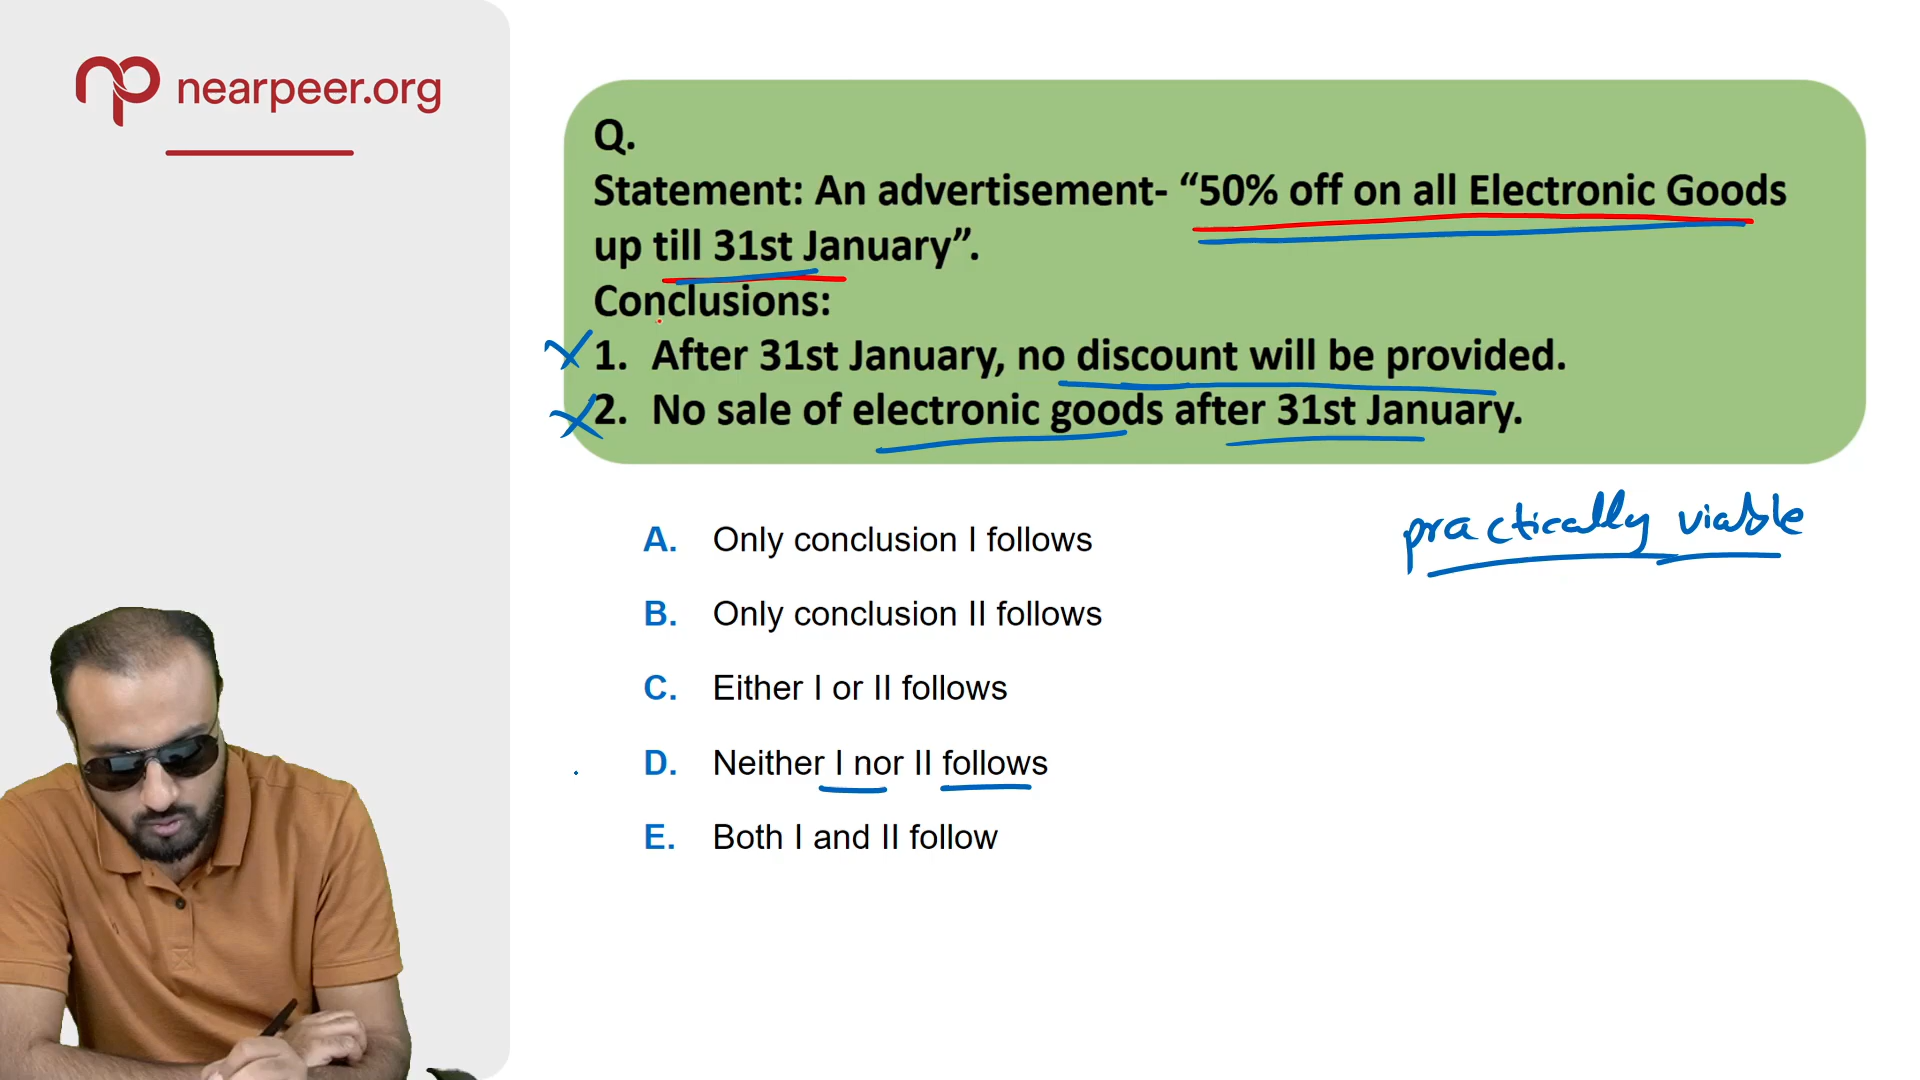 nearpeer.org
Q.
Statement: An advertisement- “50% off on all Electronic Goods
up till 31st January”.
Conclusions:
1. After 31st January, no discount will be provided.
2. No sale of electronic goods after 31st January.
practically viable
A. Only conclusion I follows
B. Only conclusion II follows
C. Either I or II follows
D. Neither I nor II follows
E. Both I and II follow